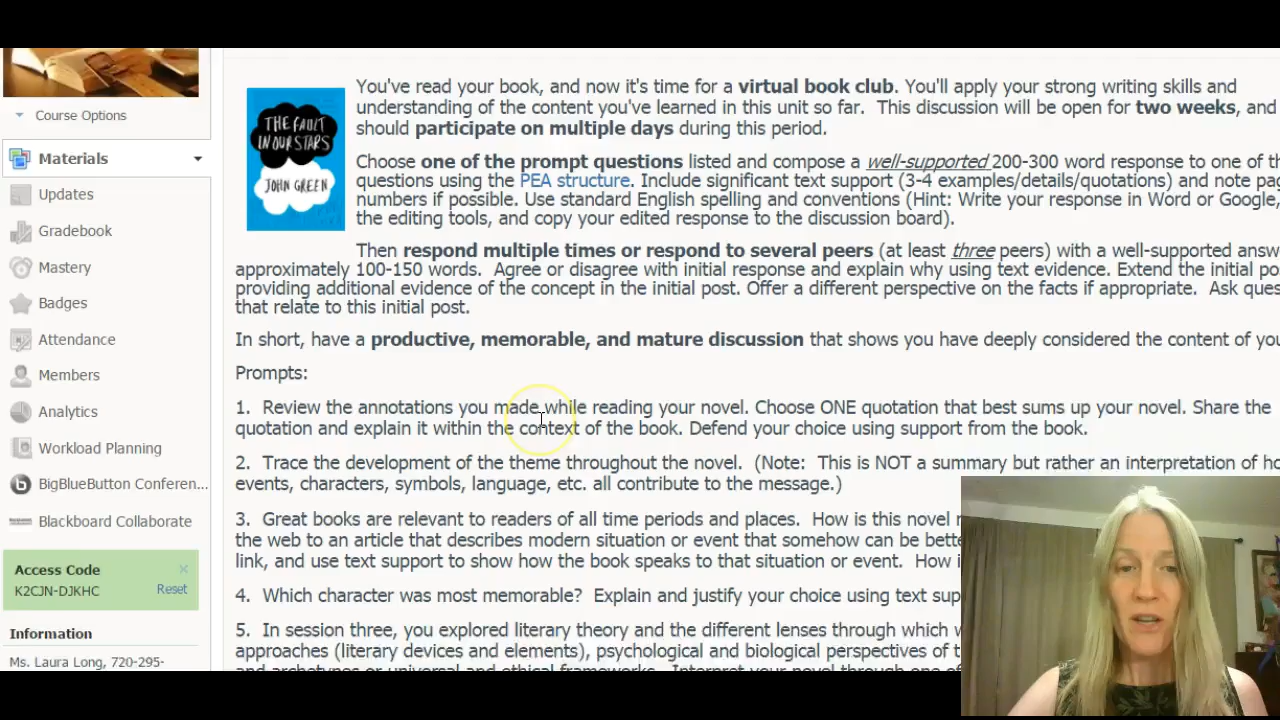 Course Options
Materials
Updates
Gradebook
Mastery
Badges
Attendance
Members
Analytics
Workload Planning
BigBlueButton Conferen...
Blackboard Collaborate
Access Code
K2CJN-DJKHC Reset
Information
Ms. Laura Long, 720-295-
THE FAULT
IN OUR STARS
JOHN GREEN
You've read your book, and now it's time for a virtual book club. You'll apply your strong writing skills and
understanding of the content you've learned in this unit so far. This discussion will be open for two weeks, and
should participate on multiple days during this period.
Choose one of the prompt questions listed and compose a well-supported 200-300 word response to one of th
questions using the PEA structure. Include significant text support (3-4 examples/details/quotations) and note pag
numbers if possible. Use standard English spelling and conventions (Hint: Write your response in Word or Google,
the editing tools, and copy your edited response to the discussion board).
Then respond multiple times or respond to several peers (at least three peers) with a well-supported answ
approximately 100-150 words. Agree or disagree with initial response and explain why using text evidence. Extend the initial po
providing additional evidence of the concept in the initial post. Offer a different perspective on the facts if appropriate. Ask ques
that relate to this initial post.
In short, have a productive, memorable, and mature discussion that shows you have deeply considered the content of you
Prompts:
1. Review the annotations you made while reading your novel. Choose ONE quotation that best sums up your novel. Share the
quotation and explain it within the context of the book. Defend your choice using support from the book.
2. Trace the development of the theme throughout the novel. (Note: This is NOT a summary but rather an interpretation of ho
events, characters, symbols, language, etc. all contribute to the message.)
3. Great books are relevant to readers of all time periods and places. How is this novel r
the web to an article that describes modern situation or event that somehow can be bette
link, and use text support to show how the book speaks to that situation or event. How i
4. Which character was most memorable? Explain and justify your choice using text sup
5. In session three, you explored literary theory and the different lenses through which w
approaches (literary devices and elements), psychological and biological perspectives of t
and archetypes or universal and ethical frameworks. Interpret your novel through one of